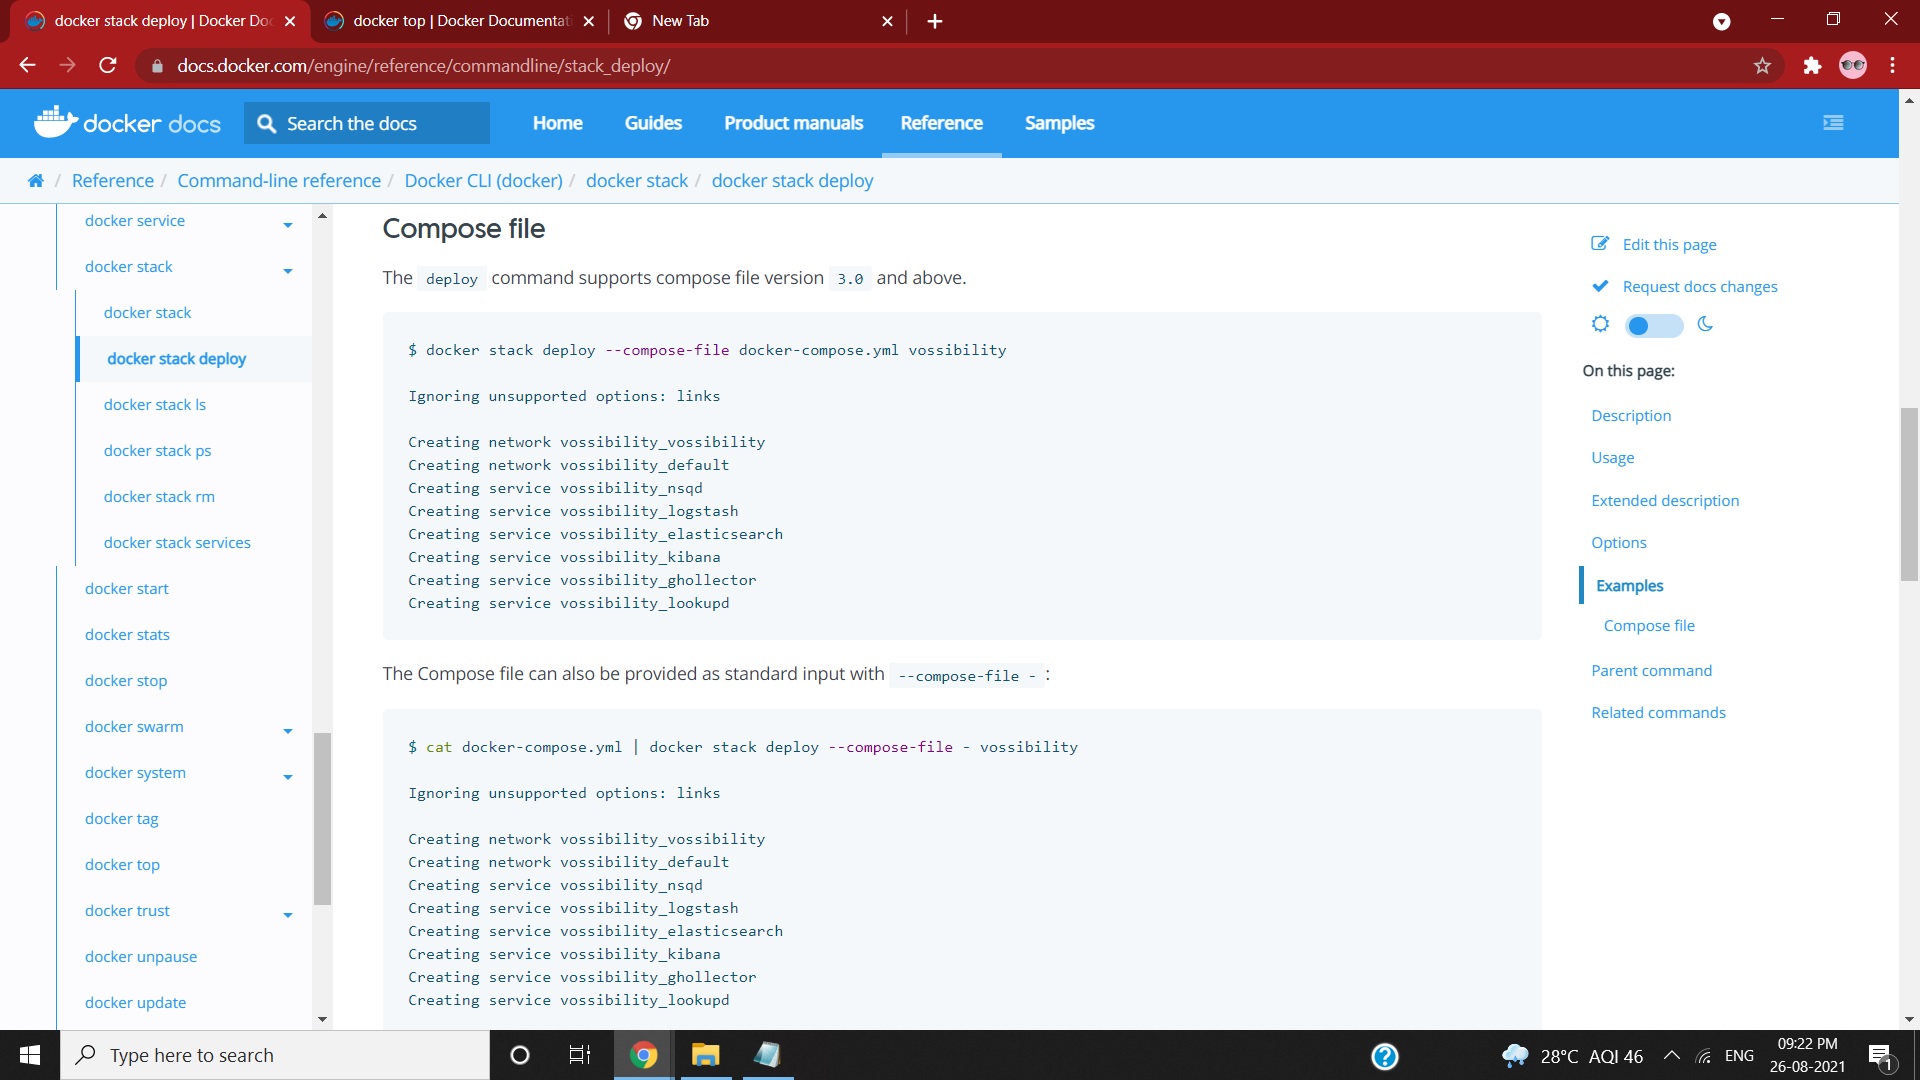 docker stack deploy | Docker Doc
docker top | Docker Documentati
New Tab
docs.docker.com/engine/reference/commandline/stack_deploy/
docker docs
Search the docs
Home
Guides
Product manuals
Reference
Samples
/ Reference / Command-line reference / Docker CLI (docker) / docker stack / docker stack deploy
docker service
docker stack
docker stack
docker stack deploy
docker stack ls
docker stack ps
docker stack rm
docker stack services
docker start
docker stats
docker stop
docker swarm
docker system
docker tag
docker top
docker trust
docker unpause
docker update
Compose file
The deploy command supports compose file version 3.0 and above.
$ docker stack deploy --compose-file docker-compose.yml vossibility
Ignoring unsupported options: links
Creating network vossibility_vossibility
Creating network vossibility_default
Creating service vossibility_nsqd
Creating service vossibility_logstash
Creating service vossibility_elasticsearch
Creating service vossibility_kibana
Creating service vossibility_ghollector
Creating service vossibility_lookupd
The Compose file can also be provided as standard input with --compose-file - :
$ cat docker-compose.yml | docker stack deploy --compose-file - vossibility
Ignoring unsupported options: links
Creating network vossibility_vossibility
Creating network vossibility_default
Creating service vossibility_nsqd
Creating service vossibility_logstash
Creating service vossibility_elasticsearch
Creating service vossibility_kibana
Creating service vossibility_ghollector
Creating service vossibility_lookupd
Edit this page
Request docs changes
On this page:
Description
Usage
Extended description
Options
Examples
Compose file
Parent command
Related commands
Type here to search
28°C AQI 46
ENG
09:22 PM
26-08-2021
1